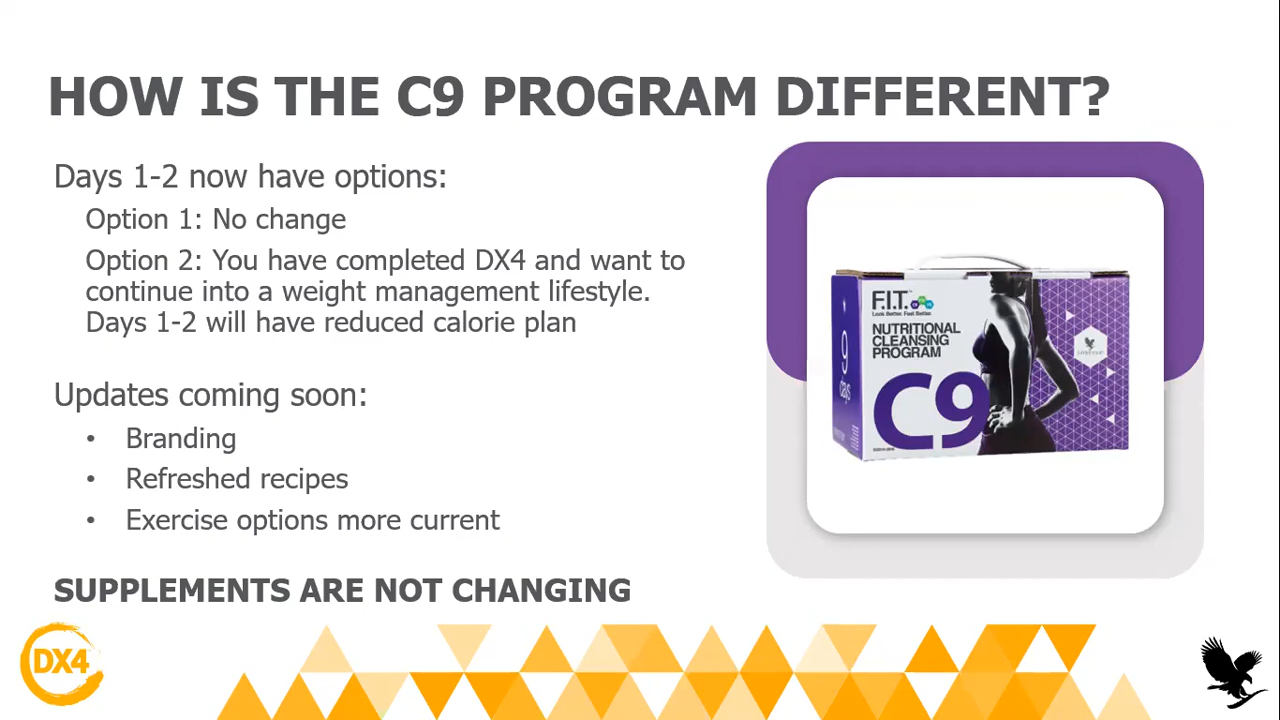 HOW IS THE C9 PROGRAM DIFFERENT?
Days 1-2 now have options:
Option 1: No change
Option 2: You have completed DX4 and want to
continue into a weight management lifestyle.
Days 1-2 will have reduced calorie plan
Updates coming soon:
• Branding
• Refreshed recipes
• Exercise options more current
SUPPLEMENTS ARE NOT CHANGING
F.I.T.
Look Better. Feel Better.
NUTRITIONAL
CLEANSING
PROGRAM
C9
9
days
DX4